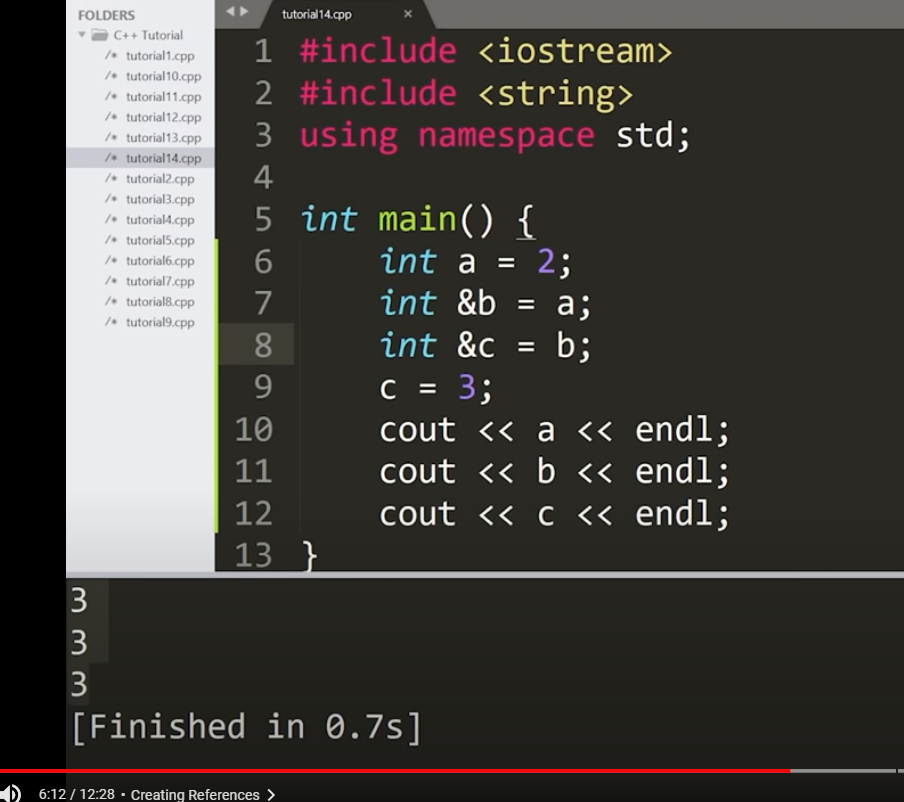 FOLDERS
C++ Tutorial
/* tutorial1.cpp
/* tutorial10.cpp
/* tutorial11.cpp
/* tutorial12.cpp
/* tutorial13.cpp
/* tutorial14.cpp
/* tutorial2.cpp
/* tutorial3.cpp
/* tutorial4.cpp
/* tutorial5.cpp
/* tutorial6.cpp
/* tutorial7.cpp
/* tutorial8.cpp
/* tutorial9.cpp
tutorial14.cpp ×
1 #include <iostream>
2 #include <string>
3 using namespace std;
4
5 int main() {
6 int a = 2;
7 int &b = a;
8 int &c = b;
9 c = 3;
10 cout << a << endl;
11 cout << b << endl;
12 cout << c << endl;
13 }
3
3
3
[Finished in 0.7s]
6:12 / 12:28 • Creating References >